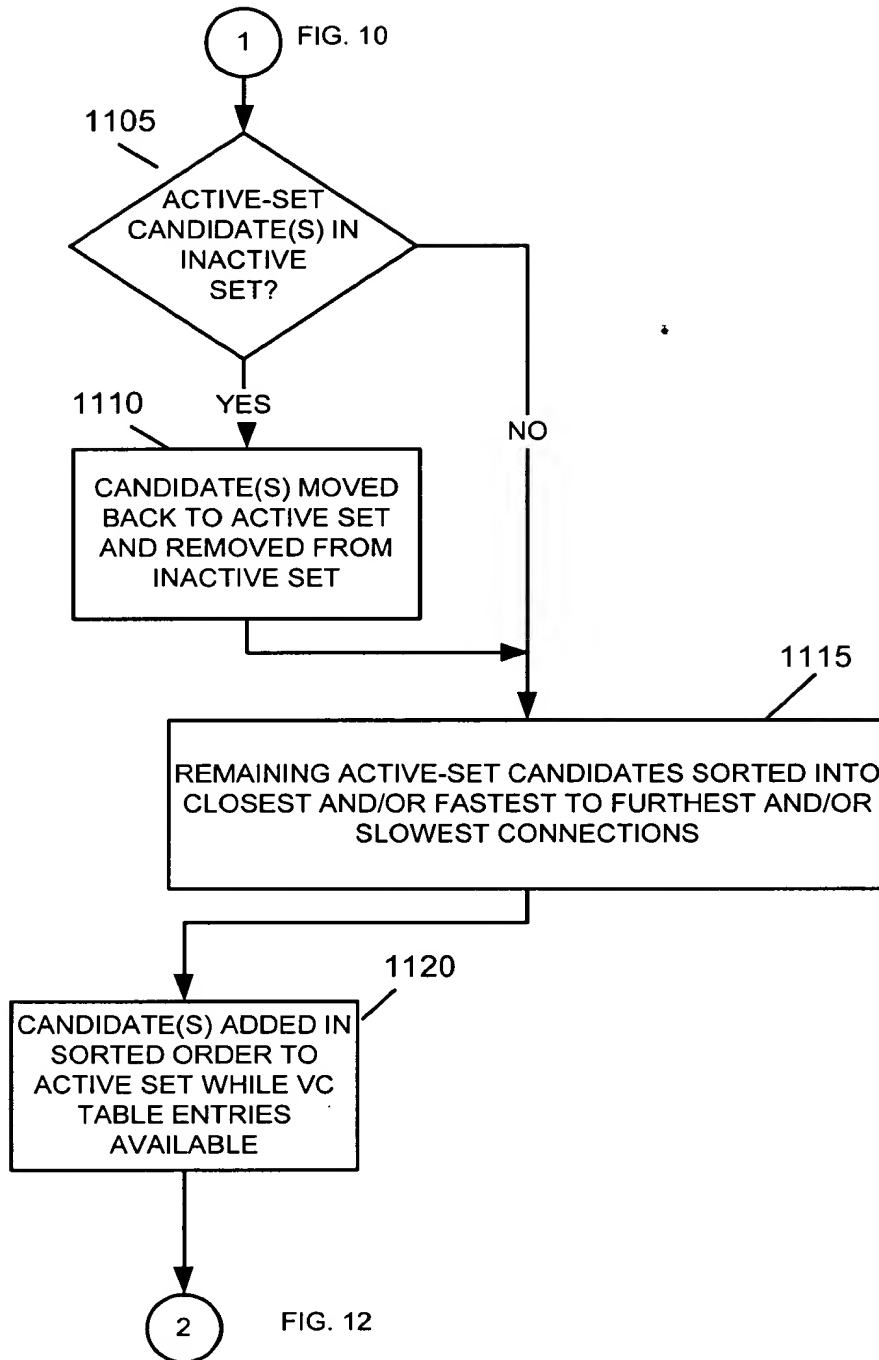 1 FIG. 10
1105
ACTIVE-SET
CANDIDATE(S) IN
INACTIVE
SET?
1110
YES
NO
CANDIDATE(S) MOVED
BACK TO ACTIVE SET
AND REMOVED FROM
INACTIVE SET
1115
REMAINING ACTIVE-SET CANDIDATES SORTED INTO
CLOSEST AND/OR FASTEST TO FURTHEST AND/OR
SLOWEST CONNECTIONS
1120
CANDIDATE(S) ADDED IN
SORTED ORDER TO
ACTIVE SET WHILE VC
TABLE ENTRIES
AVAILABLE
2 FIG. 12